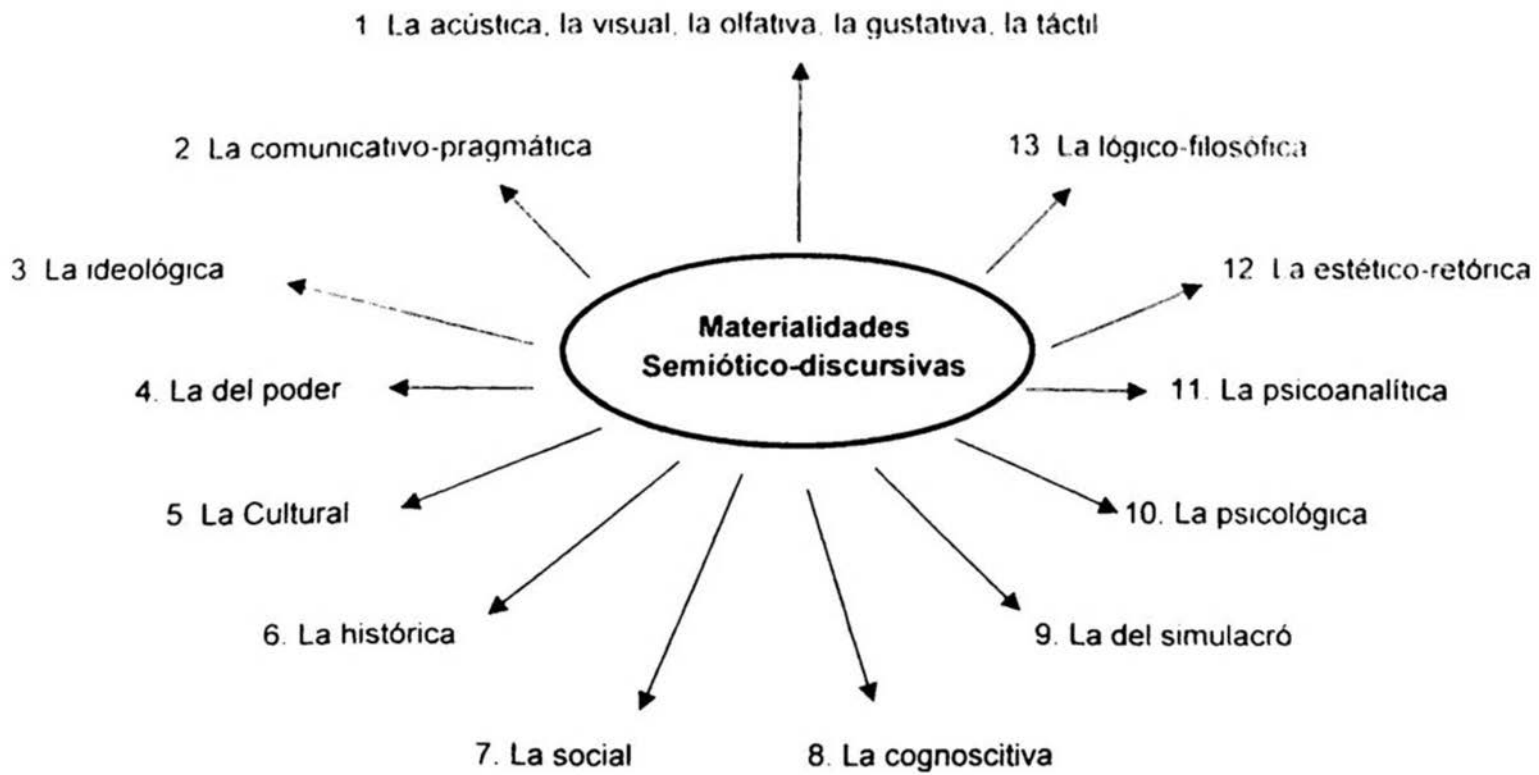 1 La acústica, la visual, la olfativa, la gustativa, la táctil
2 La comunicativo-pragmática
13 La lógico-filosófica
3 La ideológica
12 La estético-retórica
Materialidades
Semiótico-discursivas
4. La del poder
11. La psicoanalítica
5 La Cultural
10. La psicológica
6. La histórica
9. La del simulacró
7. La social
8. La cognoscitiva